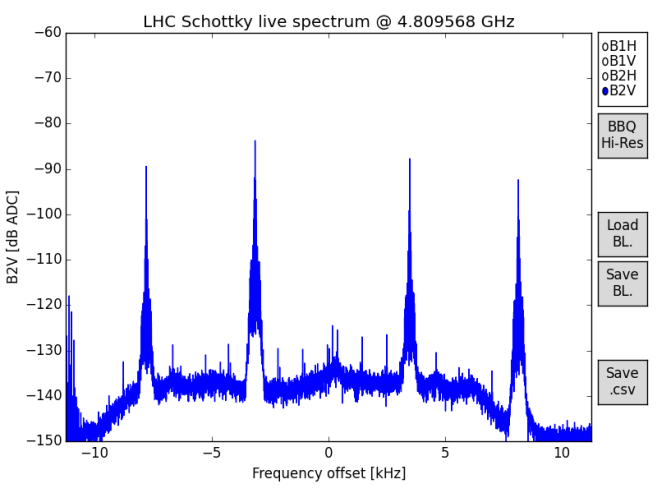 LHC Schottky live spectrum @ 4.809568 GHz
−60
−70
−80
−90
−100
−110
−120
−130
−140
−150
B2V [dB ADC]
−10
−5
0
5
10
Frequency offset [kHz]
B1H
B1V
B2H
B2V
BBQ
Hi-Res
Load
BL.
Save
BL.
Save
.csv